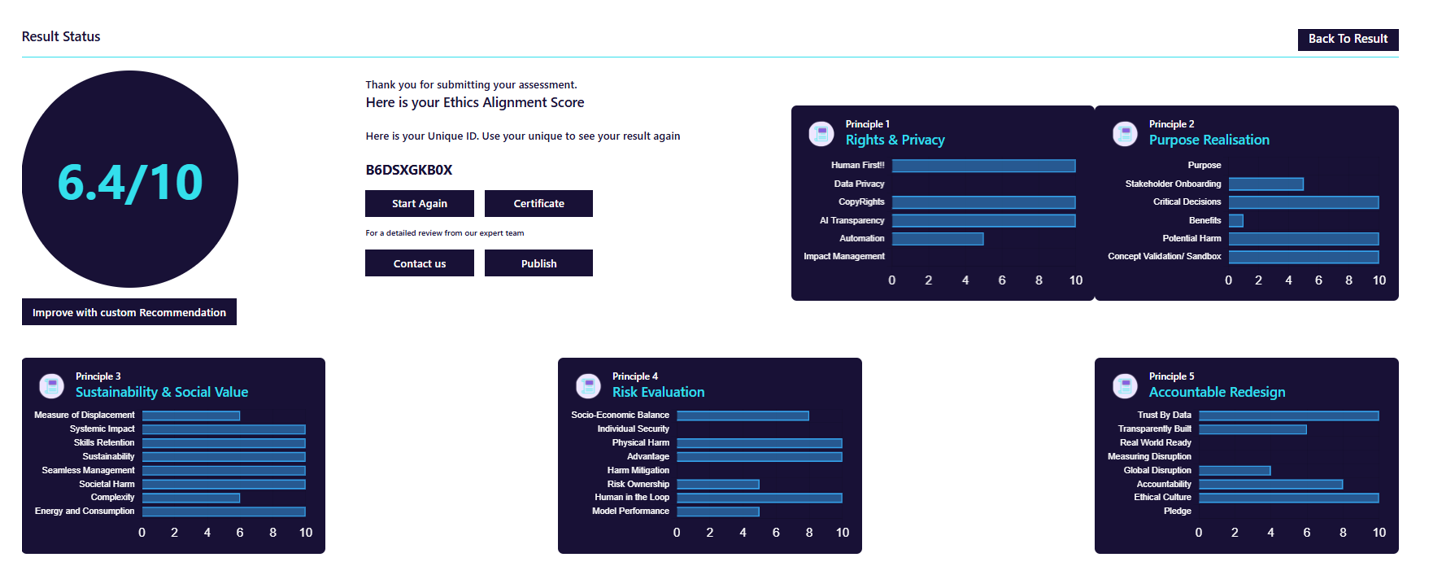 Result Status
Back To Result
6.4/10
Improve with custom Recommendation
Thank you for submitting your assessment.
Here is your Ethics Alignment Score
Here is your Unique ID. Use your unique to see your result again
B6DSXGKB0X
Start Again
Certificate
For a detailed review from our expert team
Contact us
Publish
Principle 1
Rights & Privacy
Human First!!
Data Privacy
CopyRights
AI Transparency
Automation
Impact Management
0 2 4 6 8 10
Principle 2
Purpose Realisation
Purpose
Stakeholder Onboarding
Critical Decisions
Benefits
Potential Harm
Concept Validation/ Sandbox
0 2 4 6 8 10
Principle 3
Sustainability & Social Value
Measure of Displacement
Systemic Impact
Skills Retention
Sustainability
Seamless Management
Societal Harm
Complexity
Energy and Consumption
0 2 4 6 8 10
Principle 4
Risk Evaluation
Socio-Economic Balance
Individual Security
Physical Harm
Advantage
Harm Mitigation
Risk Ownership
Human in the Loop
Model Performance
0 2 4 6 8 10
Principle 5
Accountable Redesign
Trust By Data
Transparently Built
Real World Ready
Measuring Disruption
Global Disruption
Accountability
Ethical Culture
Pledge
0 2 4 6 8 10